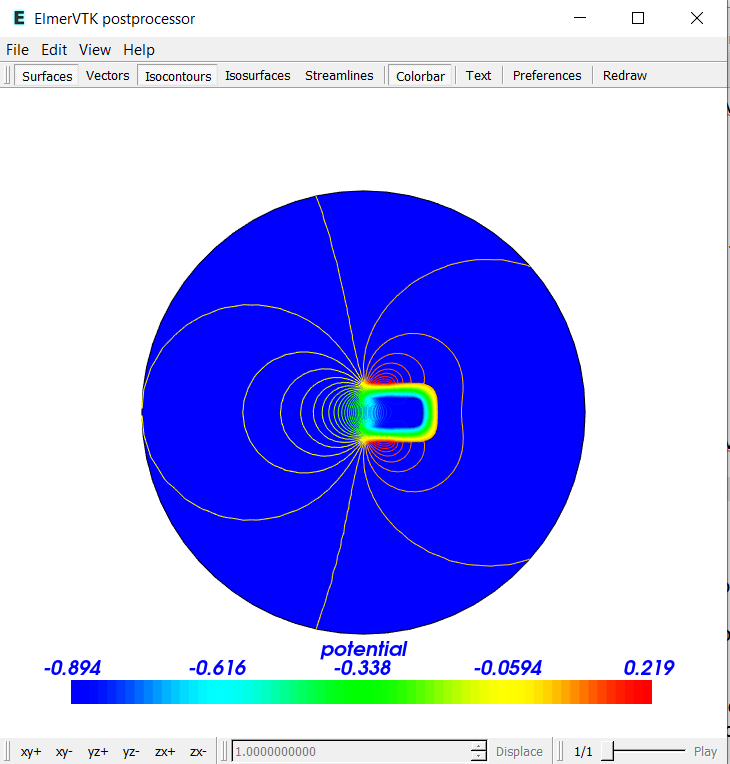 ElmerVTK postprocessor
File Edit View Help
Surfaces Vectors Isocontours Isosurfaces Streamlines Colorbar Text Preferences Redraw
potential
-0.894 -0.616 -0.338 -0.0594 0.219
xy+ xy- yz+ yz- zx+ zx- 1.0000000000 Displace 1/1 Play